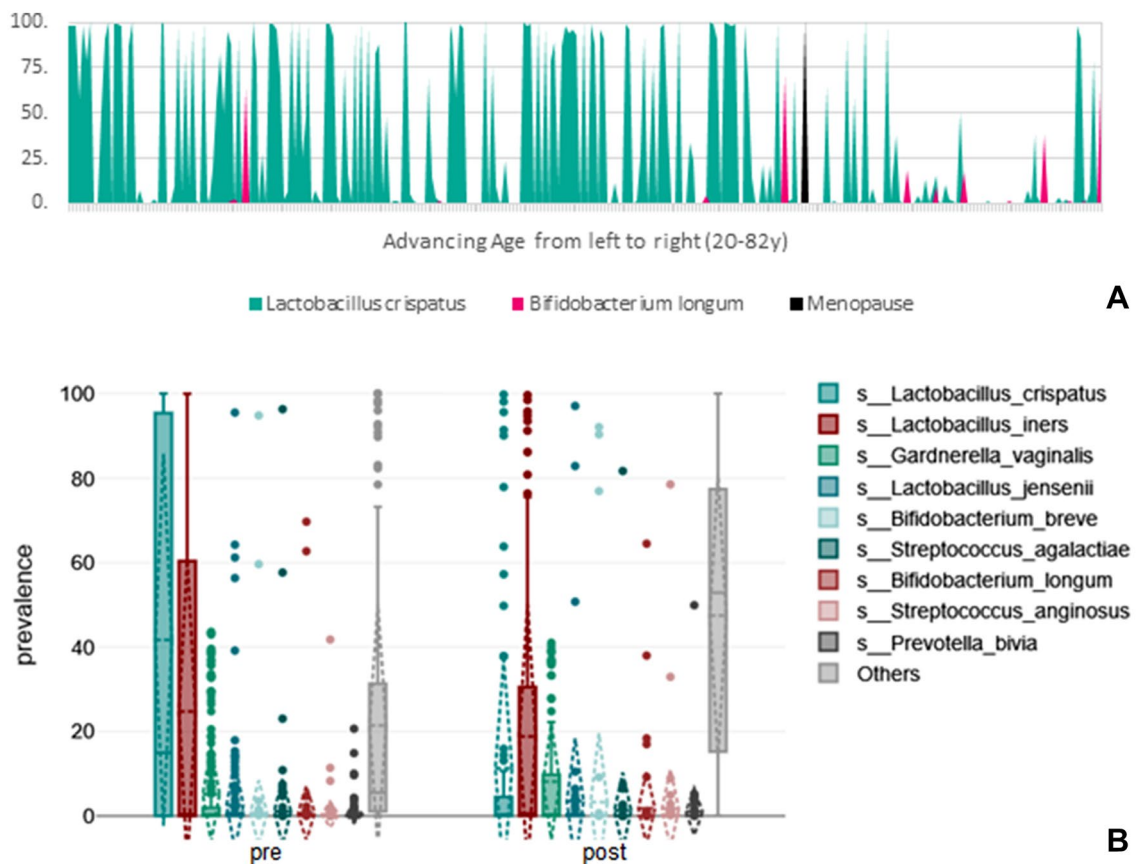 100.
75.
50.
25.
0.
Advancing Age from left to right (20-82y)
Lactobacillus crispatus
Bifidobacterium longum
Menopause
A
100
80
60
40
20
0
prevalence
pre
post
s__Lactobacillus_crispatus
s__Lactobacillus_iners
s__Gardnerella_vaginalis
s__Lactobacillus_jensenii
s__Bifidobacterium_breve
s__Streptococcus_agalactiae
s__Bifidobacterium_longum
s__Streptococcus_anginosus
s__Prevotella_bivia
Others
B